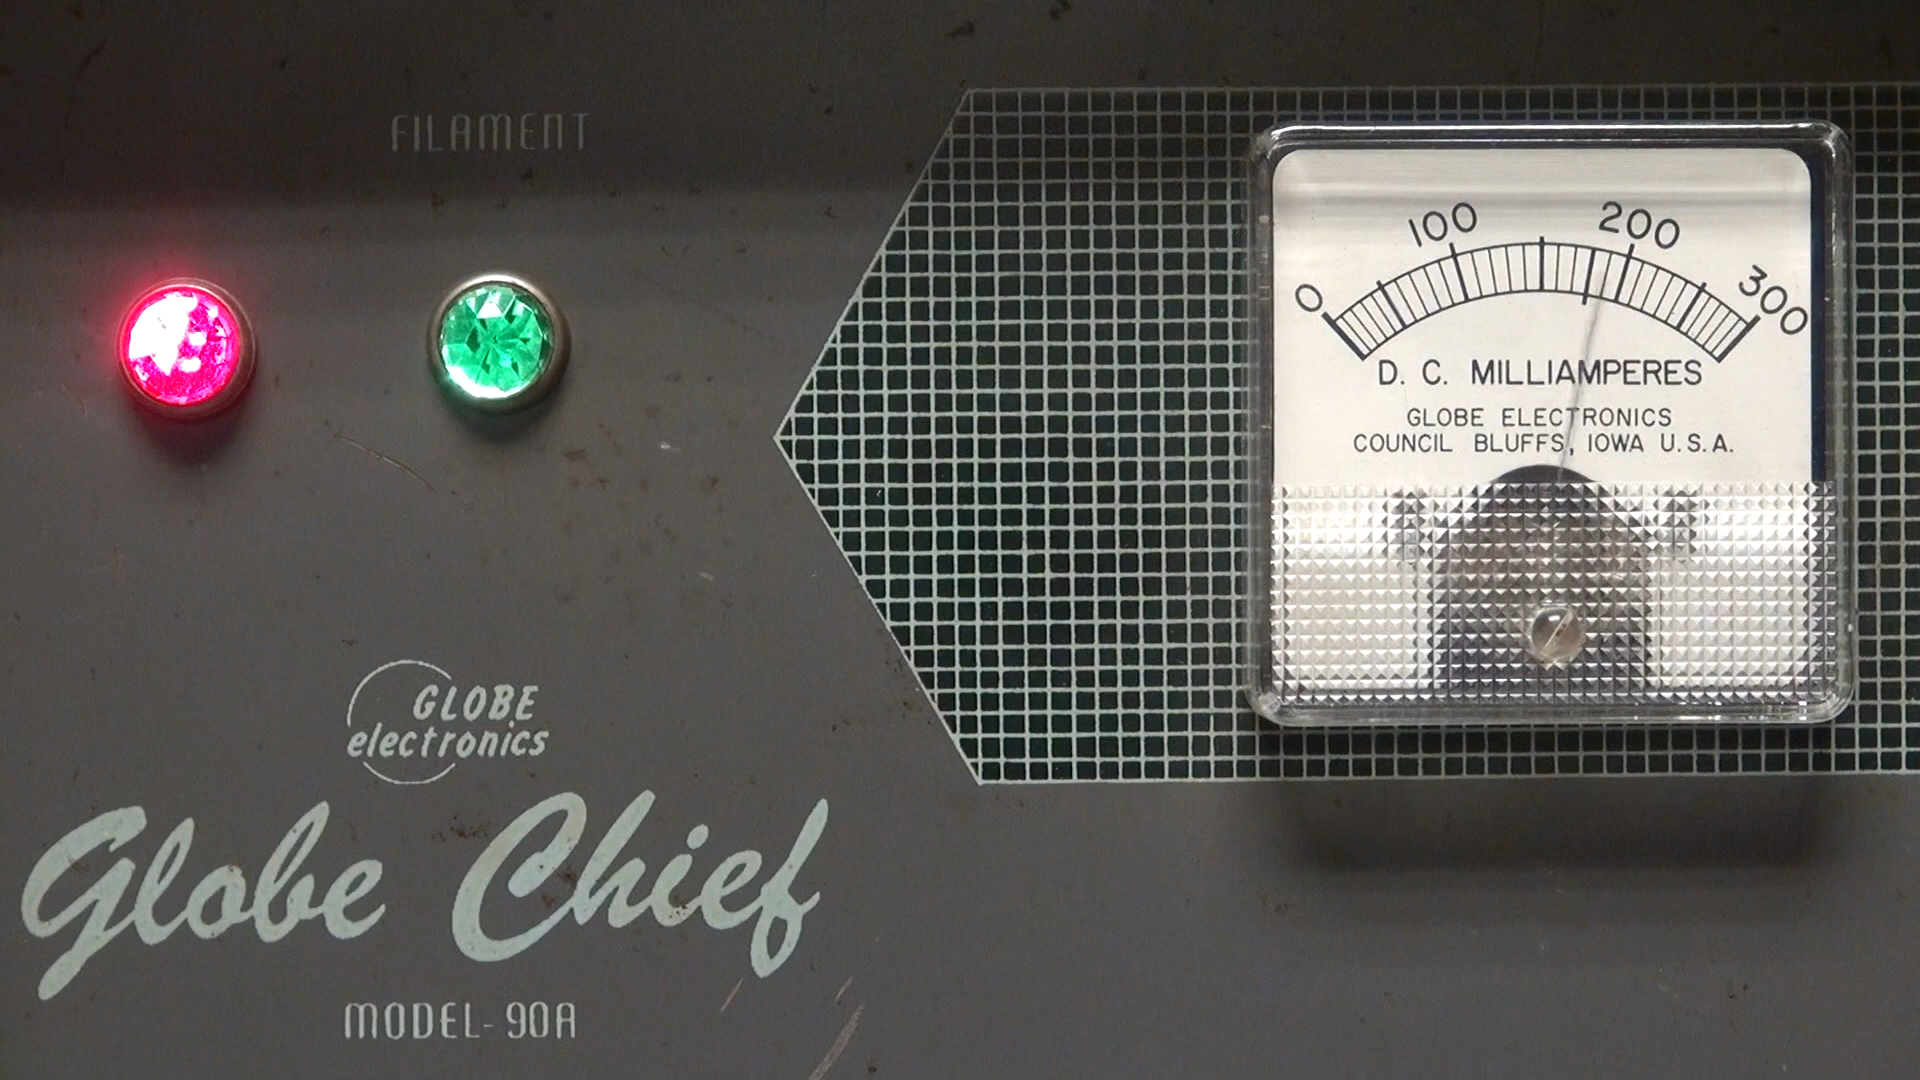 FILAMENT
0 100 200 300
D. C. MILLIAMPERES
GLOBE ELECTRONICS
COUNCIL BLUFFS, IOWA U.S.A.
GLOBE
electronics
Globe Chief
MODEL-90A